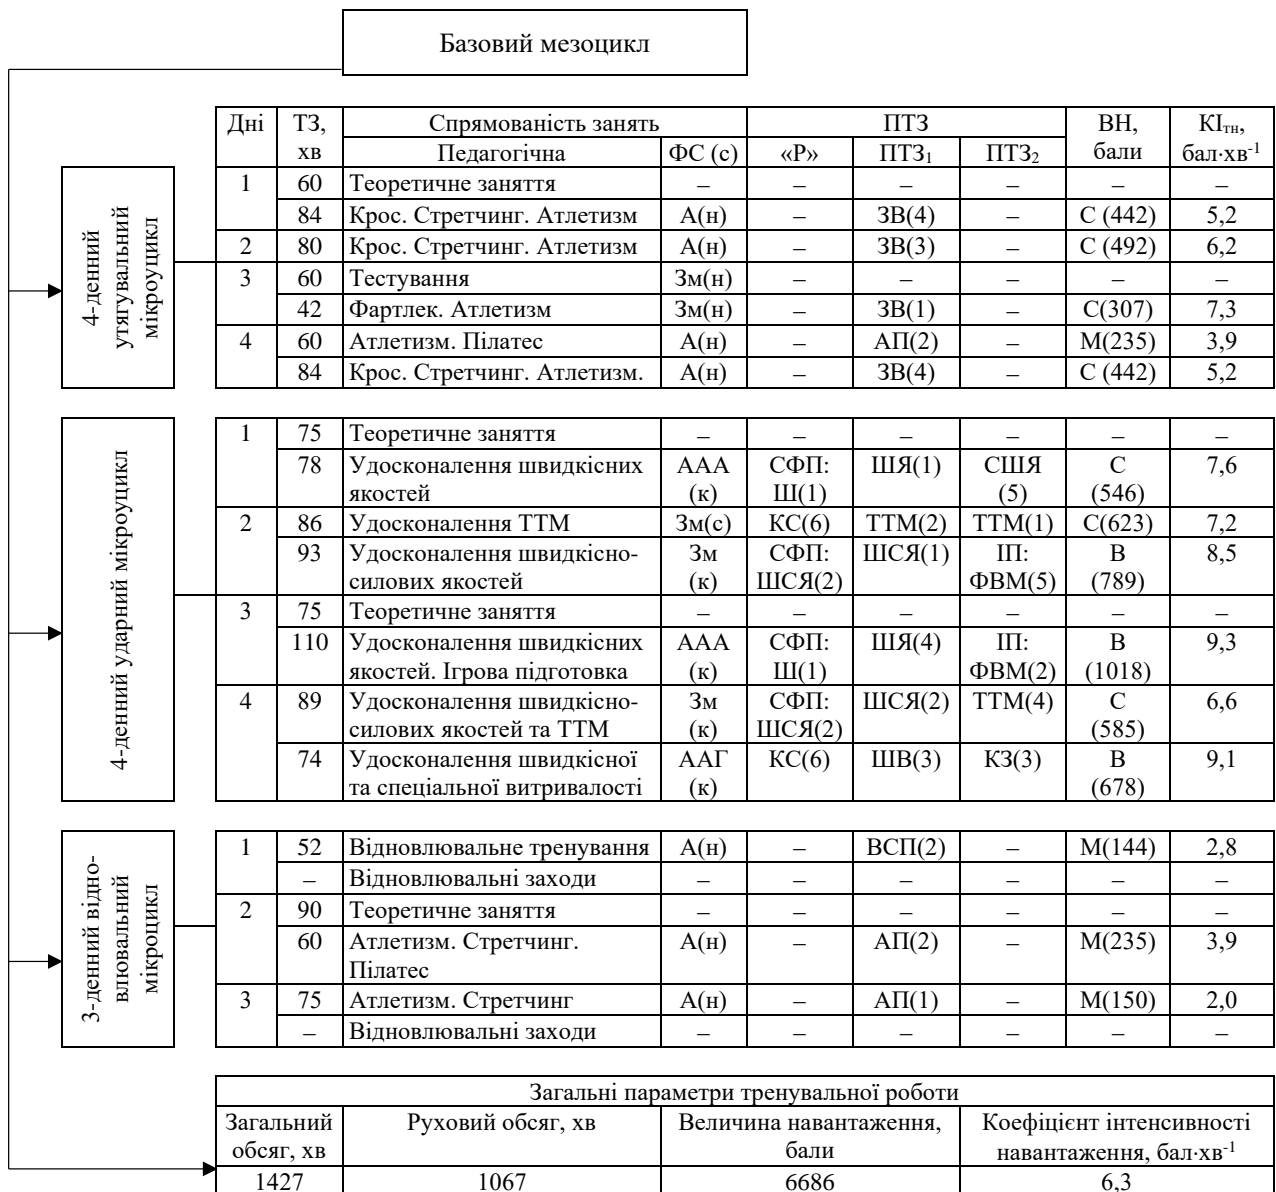 Базовий мезоцикл
Дні ТЗ, хв Спрямованість занять ПТЗ ВН, бали КІтн, бал·хв-1
Педагогічна ФС (с) «Р» ПТЗ1 ПТЗ2
4-денний утягувальний мікроуцикл
1 60 Теоретичне заняття – – – – – –
84 Крос. Стретчинг. Атлетизм А(н) – ЗВ(4) – С (442) 5,2
2 80 Крос. Стретчинг. Атлетизм А(н) – ЗВ(3) – С (492) 6,2
3 60 Тестування Зм(н) – – – – –
42 Фартлек. Атлетизм Зм(н) – ЗВ(1) – С(307) 7,3
4 60 Атлетизм. Пілатес А(н) – АП(2) – М(235) 3,9
84 Крос. Стретчинг. Атлетизм. А(н) – ЗВ(4) – С (442) 5,2
4-денний ударний мікроуцикл
1 75 Теоретичне заняття – – – – – –
78 Удосконалення швидкісних ААА СФП: ШЯ(1) СШЯ С 7,6
якостей (к) Ш(1) (5) (546)
2 86 Удосконалення ТТМ Зм(с) КС(6) ТТМ(2) ТТМ(1) С(623) 7,2
93 Удосконалення швидкісно- Зм СФП: ШСЯ(1) ІП: В 8,5
силових якостей (к) ШСЯ(2) ФВМ(5) (789)
3 75 Теоретичне заняття – – – – – –
110 Удосконалення швидкісних ААА СФП: ШЯ(4) ІП: В 9,3
якостей. Ігрова підготовка (к) Ш(1) ФВМ(2) (1018)
4 89 Удосконалення швидкісно- Зм СФП: ШСЯ(2) ТТМ(4) С 6,6
силових якостей та ТТМ (к) ШСЯ(2) (585)
74 Удосконалення швидкісної ААГ КС(6) ШВ(3) КЗ(3) В 9,1
та спеціальної витривалості (к) (678)
3-денний відно-
влювальний
мікроцикл
1 52 Відновлювальне тренування А(н) – ВСП(2) – М(144) 2,8
– Відновлювальні заходи – – – – – –
2 90 Теоретичне заняття – – – – – –
60 Атлетизм. Стретчинг. А(н) – АП(2) – М(235) 3,9
Пілатес
3 75 Атлетизм. Стретчинг А(н) – АП(1) – М(150) 2,0
– Відновлювальні заходи – – – – – –
Загальні параметри тренувальної роботи
Загальний Руховий обсяг, хв Величина навантаження, Коефіцієнт інтенсивності
обсяг, хв бали навантаження, бал·хв-1
1427 1067 6686 6,3